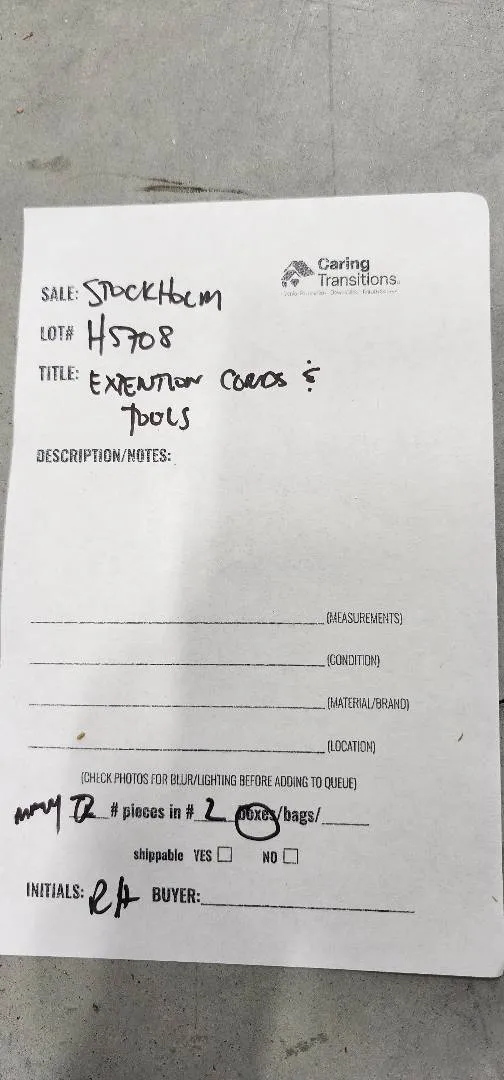 Caring
Transitions
SALE: STOCKHOLM
LOT# H5708
TITLE: EXTENTION CORDS &
TOOLS
DESCRIPTION/NOTES:
(MEASUREMENTS)
(CONDITION)
(MATERIAL/BRAND)
(LOCATION)
(CHECK PHOTOS FOR BLUR/LIGHTING BEFORE ADDING TO QUEUE)
# pieces in # 2 boxes/bags/
shippable YES NO
INITIALS: RH BUYER: